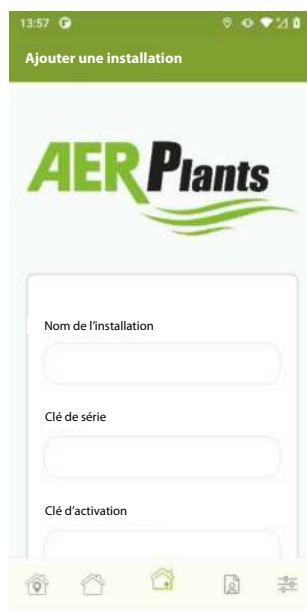 13:57
Ajouter une installation
AERPlants
Nom de l'installation
Clé de série
Clé d'activation